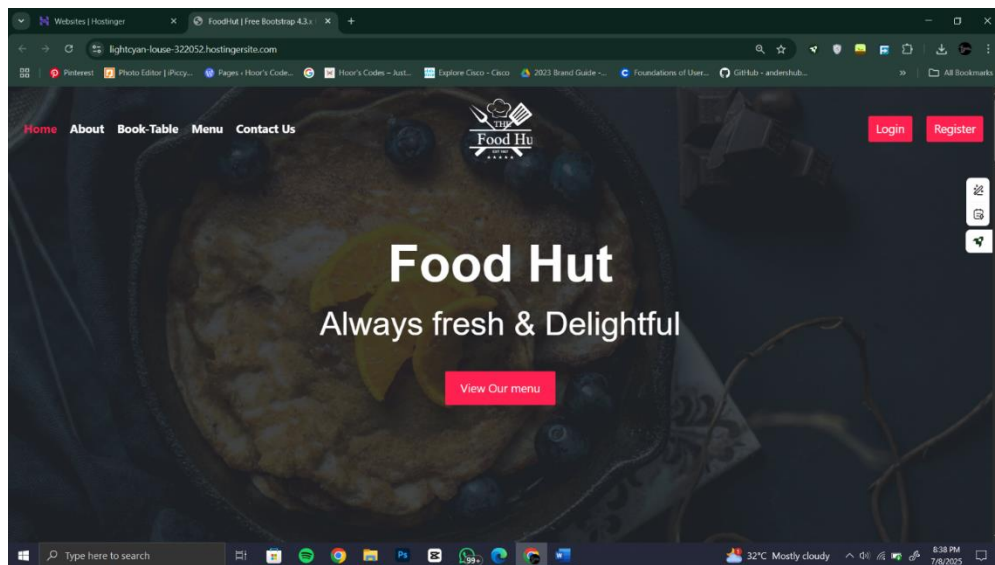 Websites | Hostinger
FoodHut | Free Bootstrap 4.3.x
lightcyan-louse-322052.hostingersite.com
Pinterest
Photo Editor | iPiccy...
Pages ‹ Hoor's Code...
Hoor's Codes – Just...
Explore Cisco - Cisco
2023 Brand Guide -...
Foundations of User...
GitHub - andershub...
»
All Bookmarks
Home About Book-Table Menu Contact Us
THE
Food Hu
Login
Register
Food Hut
Always fresh & Delightful
View Our menu
Type here to search
Ps
99+
32°C Mostly cloudy
8:38 PM
7/8/2025